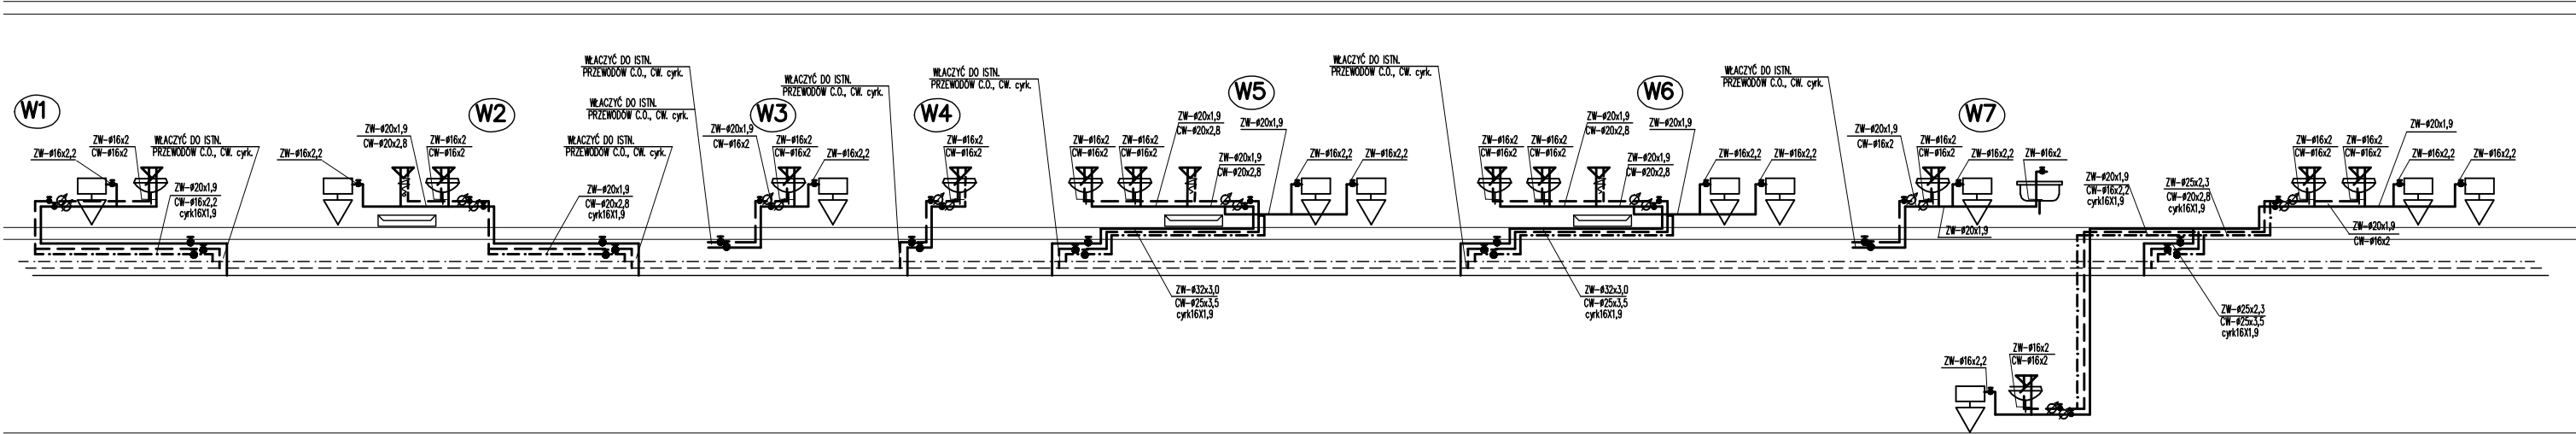 W1
ZW-ø16x2,2
ZW-ø16x2
CW-ø16x2
WŁACZYĆ DO ISTN.
PRZEWODÓW C.O., CW. cyrk.
ZW-ø20x1,9
CW-ø16x2,2
cyrk16X1,9
W2
ZW-ø16x2,2
ZW-ø20x1,9
CW-ø20x2,8
ZW-ø16x2
CW-ø16x2
WŁACZYĆ DO ISTN.
PRZEWODÓW C.O., CW. cyrk.
ZW-ø20x1,9
CW-ø20x2,8
cyrk16X1,9
WŁACZYĆ DO ISTN.
PRZEWODÓW C.O., CW. cyrk.
WŁACZYĆ DO ISTN.
PRZEWODÓW C.O., CW. cyrk.
W3
ZW-ø20x1,9
CW-ø16x2
ZW-ø16x2
CW-ø16x2
ZW-ø16x2,2
WŁACZYĆ DO ISTN.
PRZEWODÓW C.O., CW. cyrk.
W4
ZW-ø16x2
CW-ø16x2
WŁACZYĆ DO ISTN.
PRZEWODÓW C.O., CW. cyrk.
W5
ZW-ø16x2
CW-ø16x2
ZW-ø16x2
CW-ø16x2
ZW-ø20x1,9
CW-ø20x2,8
ZW-ø20x1,9
ZW-ø20x1,9
CW-ø20x2,8
ZW-ø16x2,2
ZW-ø16x2,2
ZW-ø32x3,0
CW-ø25x3,5
cyrk16X1,9
WŁACZYĆ DO ISTN.
PRZEWODÓW C.O., CW. cyrk.
W6
ZW-ø16x2
CW-ø16x2
ZW-ø16x2
CW-ø16x2
ZW-ø20x1,9
CW-ø20x2,8
ZW-ø20x1,9
ZW-ø20x1,9
CW-ø20x2,8
ZW-ø16x2,2
ZW-ø16x2,2
ZW-ø32x3,0
CW-ø25x3,5
cyrk16X1,9
WŁACZYĆ DO ISTN.
PRZEWODÓW C.O., CW. cyrk.
W7
ZW-ø20x1,9
CW-ø16x2
ZW-ø16x2
CW-ø16x2
ZW-ø16x2,2
ZW-ø16x2
ZW-ø20x1,9
ZW-ø20x1,9
CW-ø16x2,2
cyrk16X1,9
ZW-ø25x2,3
CW-ø20x2,8
cyrk16X1,9
ZW-ø16x2
CW-ø16x2
ZW-ø16x2
CW-ø16x2
ZW-ø20x1,9
ZW-ø16x2,2
ZW-ø16x2,2
ZW-ø20x1,9
CW-ø16x2
ZW-ø25x2,3
CW-ø25x3,5
cyrk16X1,9
ZW-ø16x2,2
ZW-ø16x2
CW-ø16x2